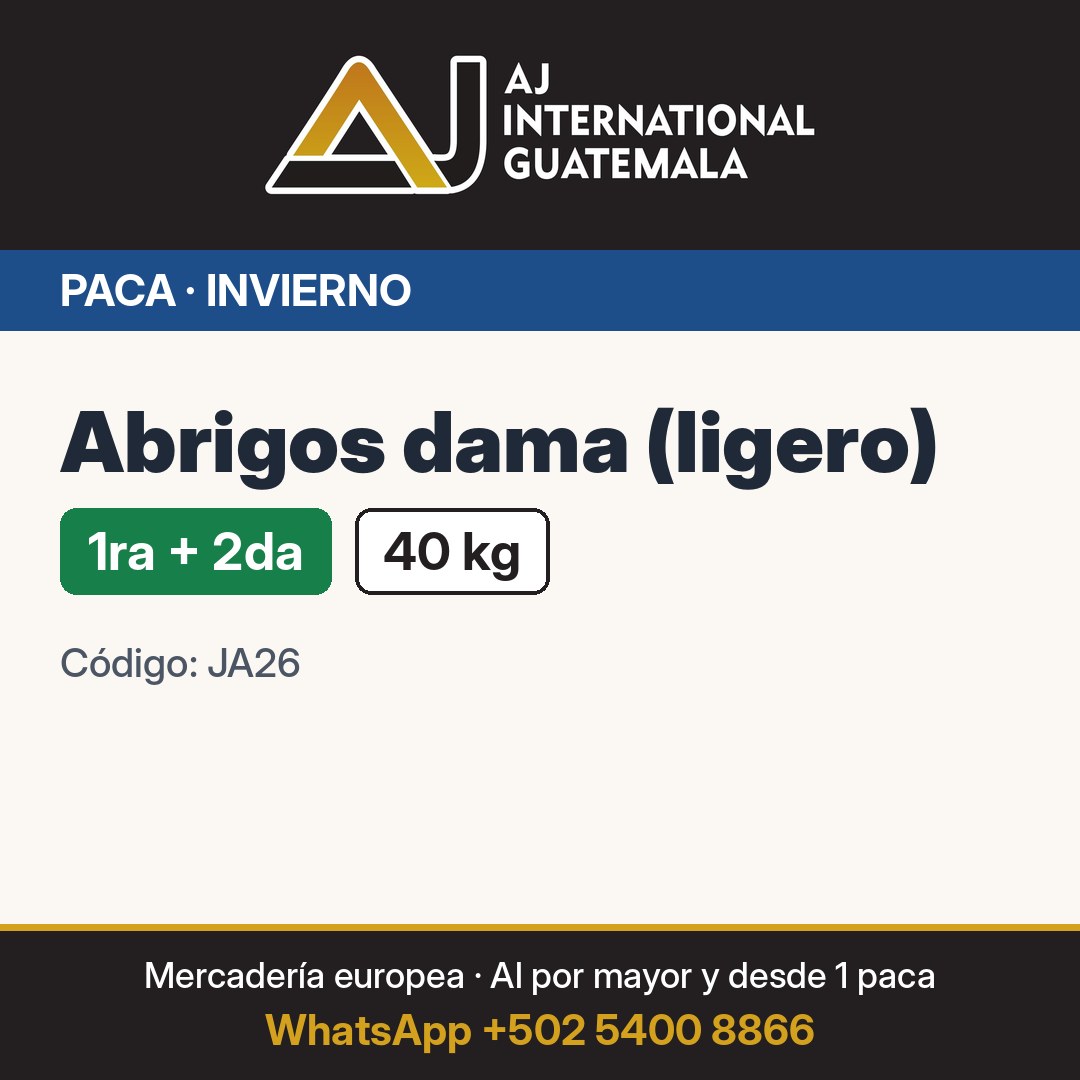 AJ
INTERNATIONAL
GUATEMALA
PACA · INVIERNO
Abrigos dama (ligero)
1ra + 2da
40 kg
Código: JA26
Mercadería europea · Al por mayor y desde 1 paca
WhatsApp +502 5400 8866